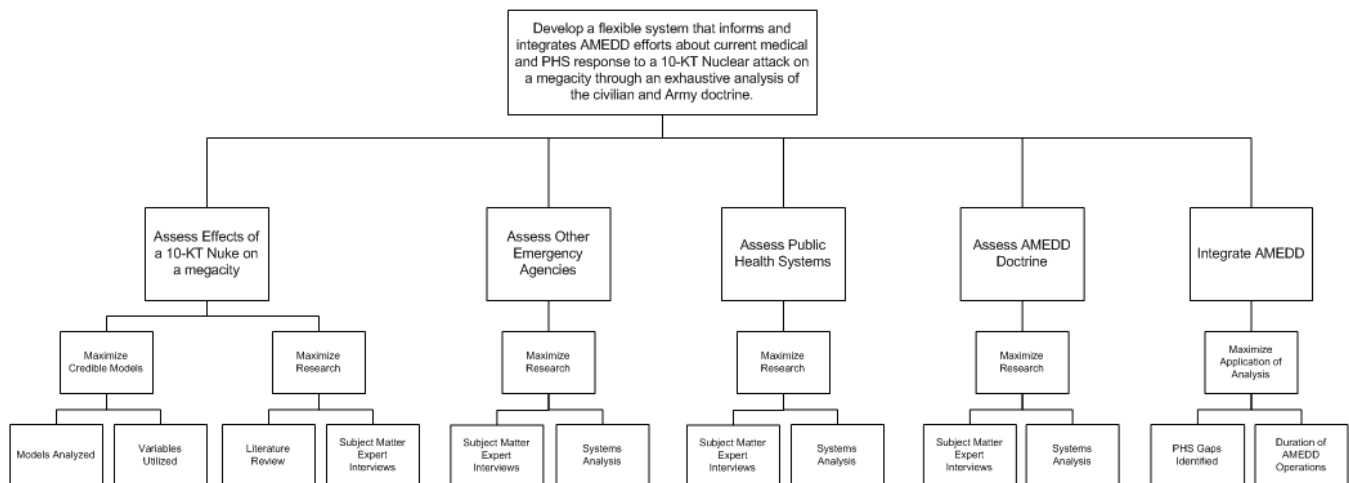 Develop a flexible system that informs and
integrates AMEDD efforts about current medical
and PHS response to a 10-KT Nuclear attack on
a megacity through an exhaustive analysis of
the civilian and Army doctrine.
Assess Effects of
a 10-KT Nuke on
a megacity
Assess Other
Emergency
Agencies
Assess Public
Health Systems
Assess AMEDD
Doctrine
Integrate AMEDD
Maximize
Credible Models
Maximize
Research
Maximize
Research
Maximize
Research
Maximize
Research
Maximize
Application of
Analysis
Models Analyzed
Variables
Utilized
Literature
Review
Subject Matter
Expert
Interviews
Subject Matter
Expert
Interviews
Systems
Analysis
Subject Matter
Expert
Interviews
Systems
Analysis
Subject Matter
Expert
Interviews
Systems
Analysis
PHS Gaps
Identified
Duration of
AMEDD
Operations